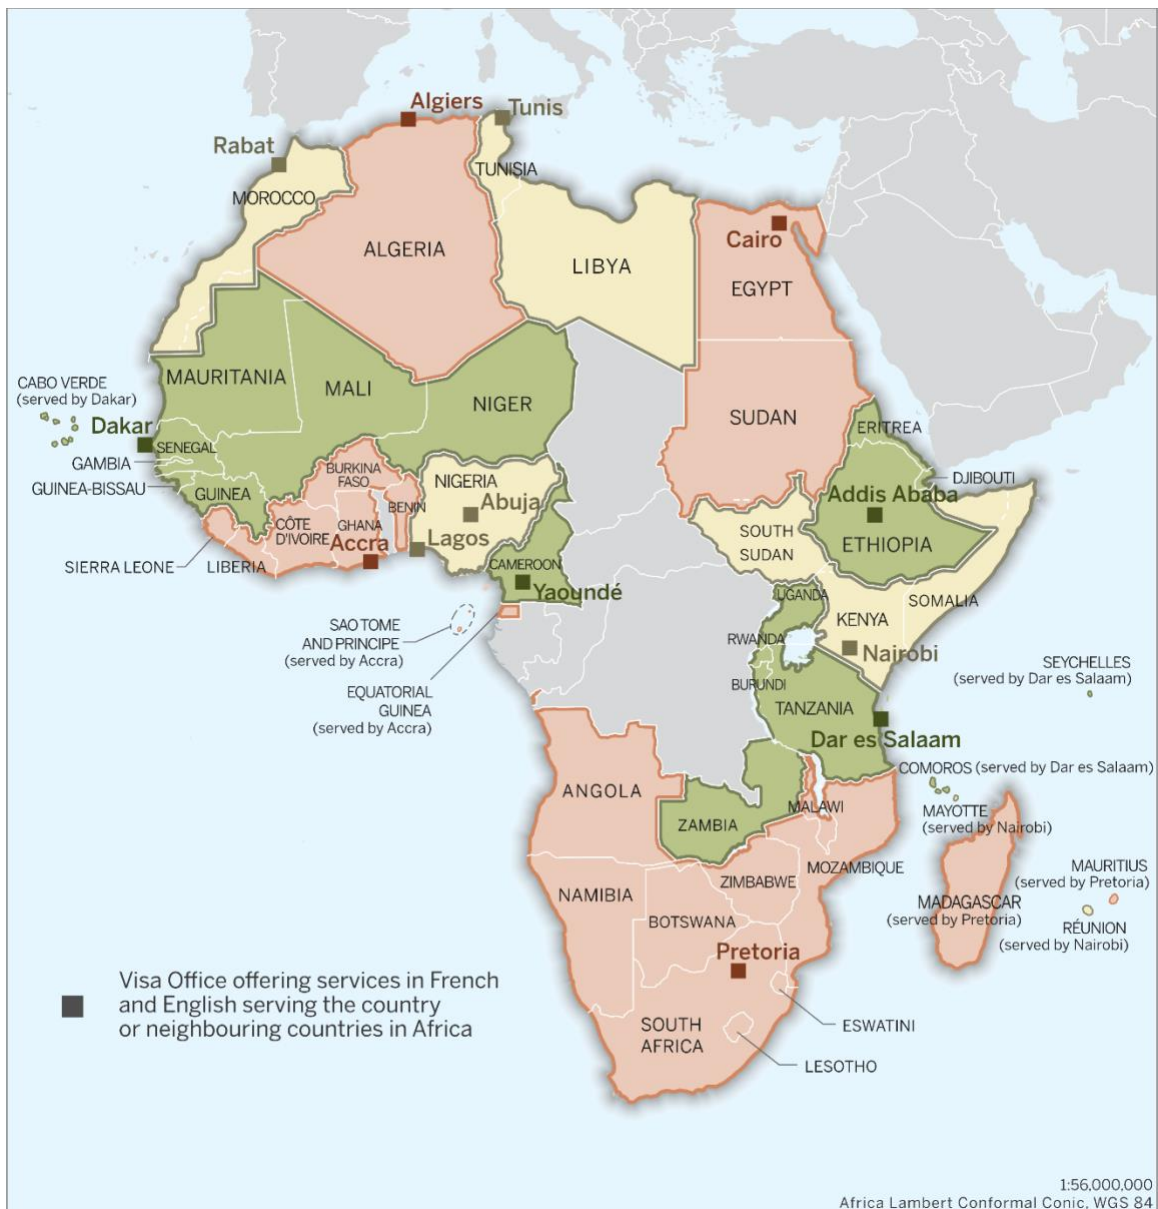 Algiers
Tunis
Rabat
TUNISIA
MOROCCO
ALGERIA
LIBYA
Cairo
EGYPT
CABO VERDE
(served by Dakar)
MAURITANIA
MALI
NIGER
SUDAN
Dakar
SENEGAL
GAMBIA
GUINEA-BISSAU
GUINEA
BURKINA
FASO
NIGERIA
Abuja
BENIN
CÔTE
D'IVOIRE
GHANA
Accra
Lagos
SIERRA LEONE
LIBERIA
ERITREA
DJIBOUTI
Addis Ababa
ETHIOPIA
SOUTH
SUDAN
CAMEROON
Yaoundé
UGANDA
KENYA
SOMALIA
SAO TOME
AND PRINCIPE
(served by Accra)
RWANDA
Nairobi
EQUATORIAL
GUINEA
(served by Accra)
BURUNDI
TANZANIA
SEYCHELLES
(served by Dar es Salaam)
Dar es Salaam
COMOROS (served by Dar es Salaam)
ANGOLA
MALAWI
MAYOTTE
(served by Nairobi)
ZAMBIA
MOZAMBIQUE
MAURITIUS
(served by Pretoria)
NAMIBIA
ZIMBABWE
BOTSWANA
MADAGASCAR
(served by Pretoria)
RÉUNION
(served by Nairobi)
Pretoria
Visa Office offering services in French
and English serving the country
or neighbouring countries in Africa
SOUTH
AFRICA
ESWATINI
LESOTHO
1:56,000,000
Africa Lambert Conformal Conic, WGS 84